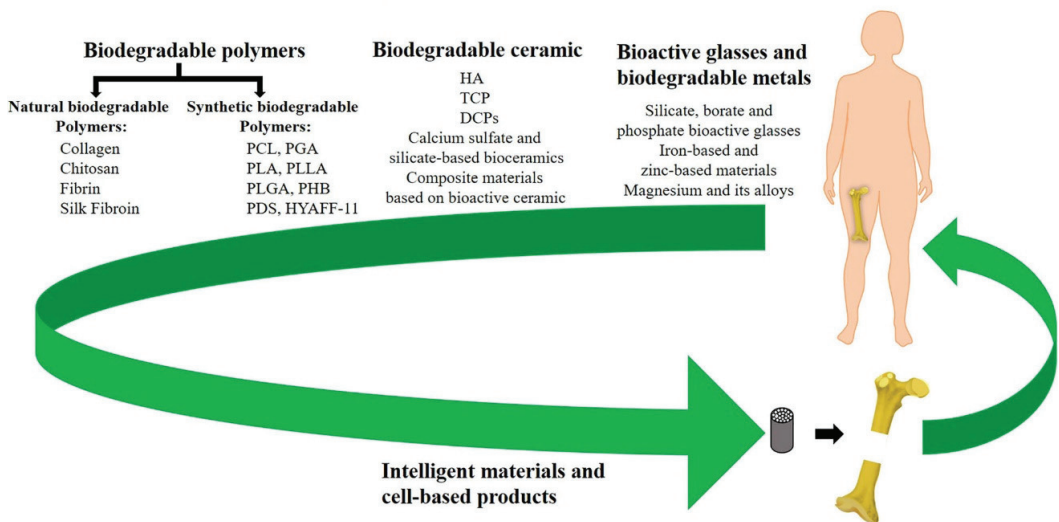 Biodegradable polymers
Natural biodegradable
Polymers:
Collagen
Chitosan
Fibrin
Silk Fibroin
Synthetic biodegradable
Polymers:
PCL, PGA
PLA, PLLA
PLGA, PHB
PDS, HYAFF-11
Biodegradable ceramic
HA
TCP
DCPs
Calcium sulfate and
silicate-based bioceramics
Composite materials
based on bioactive ceramic
Bioactive glasses and
biodegradable metals
Silicate, borate and
phosphate bioactive glasses
Iron-based and
zinc-based materials
Magnesium and its alloys
Intelligent materials and
cell-based products